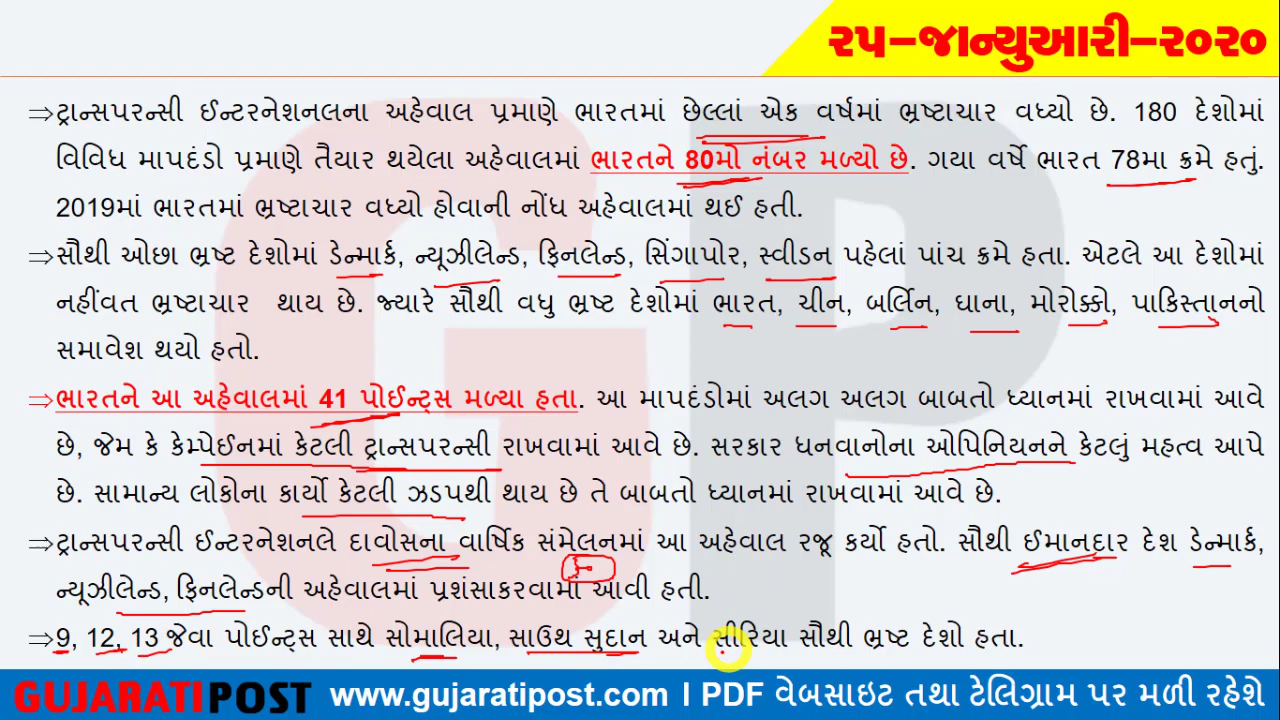 ૨૫-જાન્યુઆરી-૨૦૨૦
⇒ટ્રાન્સપરન્સી ઈન્ટરનેશનલના અહેવાલ પ્રમાણે ભારતમાં છેલ્લાં એક વર્ષમાં ભ્રષ્ટાચાર વધ્યો છે. 180 દેશોમાં
વિવિધ માપદંડો પ્રમાણે તૈયાર થયેલા અહેવાલમાં ભારતને 80મો નંબર મળ્યો છે. ગયા વર્ષે ભારત 78મા ક્રમે હતું.
2019માં ભારતમાં ભ્રષ્ટાચાર વધ્યો હોવાની નોંધ અહેવાલમાં થઈ હતી.
⇒સૌથી ઓછા ભ્રષ્ટ દેશોમાં ડેન્માર્ક, ન્યૂઝીલેન્ડ, ફિનલેન્ડ, સિંગાપોર, સ્વીડન પહેલાં પાંચ ક્રમે હતા. એટલે આ દેશોમાં
નહીંવત ભ્રષ્ટાચાર થાય છે. જ્યારે સૌથી વધુ ભ્રષ્ટ દેશોમાં ભારત, ચીન, બર્લિન, ઘાના, મોરોક્કો, પાકિસ્તાનનો
સમાવેશ થયો હતો.
⇒ભારતને આ અહેવાલમાં 41 પોઈન્ટ્સ મળ્યા હતા. આ માપદંડોમાં અલગ અલગ બાબતો ધ્યાનમાં રાખવામાં આવે
છે, જેમ કે કેમ્પેઈનમાં કેટલી ટ્રાન્સપરન્સી રાખવામાં આવે છે. સરકાર ધનવાનોના ઓપિનિયનને કેટલું મહત્વ આપે
છે. સામાન્ય લોકોના કાર્યો કેટલી ઝડપથી થાય છે તે બાબતો ધ્યાનમાં રાખવામાં આવે છે.
⇒ટ્રાન્સપરન્સી ઈન્ટરનેશનલે દાવોસના વાર્ષિક સંમેલનમાં આ અહેવાલ રજૂ કર્યો હતો. સૌથી ઈમાનદાર દેશ ડેન્માર્ક,
ન્યૂઝીલેન્ડ, ફિનલેન્ડની અહેવાલમાં પ્રશંસાકરવામાં આવી હતી.
⇒9, 12, 13 જેવા પોઈન્ટ્સ સાથે સોમાલિયા, સાઉથ સુદાન અને સીરિયા સૌથી ભ્રષ્ટ દેશો હતા.
GUJARATIPOST www.gujaratipost.com । PDF વેબસાઇટ તથા ટેલિગ્રામ પર મળી રહેશે